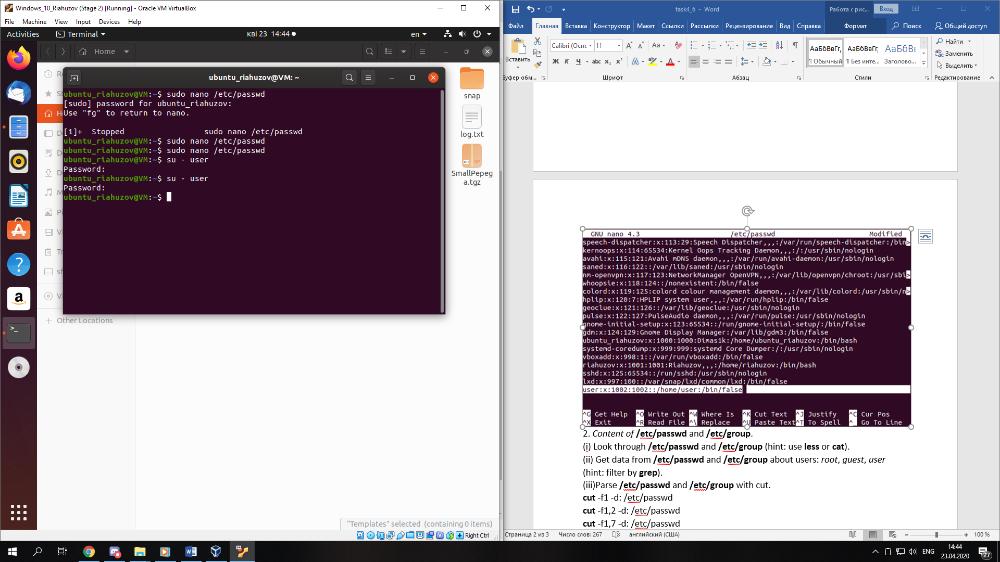 Windows_10_Riahuzov (Stage 2) [Running] - Oracle VM VirtualBox
File Machine View Input Devices Help
Activities Terminal кві 23 14:44 en
Home
ubuntu_riahuzov@VM: ~
ubuntu_riahuzov@VM:~$ sudo nano /etc/passwd
[sudo] password for ubuntu_riahuzov:
Use "fg" to return to nano.
[1]+  Stopped                 sudo nano /etc/passwd
ubuntu_riahuzov@VM:~$ sudo nano /etc/passwd
ubuntu_riahuzov@VM:~$ sudo nano /etc/passwd
ubuntu_riahuzov@VM:~$ su - user
Password:
ubuntu_riahuzov@VM:~$ su - user
Password:
ubuntu_riahuzov@VM:~$
snap
log.txt
SmallPepeg
a.tgz
Other Locations
"Templates" selected (containing 0 items)
Right Ctrl
task4_6 - Word
Работа с рис...
Вход
Файл Главная Вставка Конструктор Макет Ссылки Рассылки Рецензирование Вид Справка Формат Поиск Общий доступ
Вставить
Calibri (Оснс 11
Ж К Ч abc x₂ x²
АаБбВвГг, АаБбВвГг, АаБбВв
¶ Обычный ¶ Без инте... Заголово...
Найти
Заменить
Выделить
Буфер обм... Шрифт Абзац Стили Редактирование
GNU nano 4.3 /etc/passwd Modified
speech-dispatcher:x:113:29:Speech Dispatcher,,,:/var/run/speech-dispatcher:/bin>
kernoops:x:114:65534:Kernel Oops Tracking Daemon,,,:/:/usr/sbin/nologin
avahi:x:115:121:Avahi mDNS daemon,,,:/var/run/avahi-daemon:/usr/sbin/nologin
saned:x:116:122::/var/lib/saned:/usr/sbin/nologin
nm-openvpn:x:117:123:NetworkManager OpenVPN,,,:/var/lib/openvpn/chroot:/usr/sbi>
whoopsie:x:118:124::/nonexistent:/bin/false
colord:x:119:125:colord colour management daemon,,,:/var/lib/colord:/usr/sbin/n>
hplip:x:120:7:HPLIP system user,,,:/var/run/hplip:/bin/false
geoclue:x:121:126::/var/lib/geoclue:/usr/sbin/nologin
pulse:x:122:127:PulseAudio daemon,,,:/var/run/pulse:/usr/sbin/nologin
gnome-initial-setup:x:123:65534::/run/gnome-initial-setup/:/bin/false
gdm:x:124:129:Gnome Display Manager:/var/lib/gdm3:/bin/false
ubuntu_riahuzov:x:1000:1000:Dimas1k:/home/ubuntu_riahuzov:/bin/bash
systemd-coredump:x:999:999:systemd Core Dumper:/:/usr/sbin/nologin
vboxadd:x:998:1::/var/run/vboxadd:/bin/false
riahuzov:x:1001:1001:Riahuzov,,,:/home/riahuzov:/bin/bash
sshd:x:125:65534::/run/sshd:/usr/sbin/nologin
lxd:x:997:100::/var/snap/lxd/common/lxd:/bin/false
user:x:1002:1002::/home/user:/bin/false
^G Get Help ^O Write Out ^W Where Is ^K Cut Text ^J Justify ^C Cur Pos
^X Exit ^R Read File ^\ Replace ^U Paste Text ^T To Spell ^_ Go To Line
2. Content of /etc/passwd and /etc/group.
(i) Look through /etc/passwd and /etc/group (hint: use less or cat).
(ii) Get data from /etc/passwd and /etc/group about users: root, guest, user
(hint: filter by grep).
(iii)Parse /etc/passwd and /etc/group with cut.
cut -f1 -d: /etc/passwd
cut -f1,2 -d: /etc/passwd
cut -f1,7 -d: /etc/passwd
Страница 2 из 3 Число слов: 267 английский (США) 100 %
ENG 14:44
23.04.2020
27